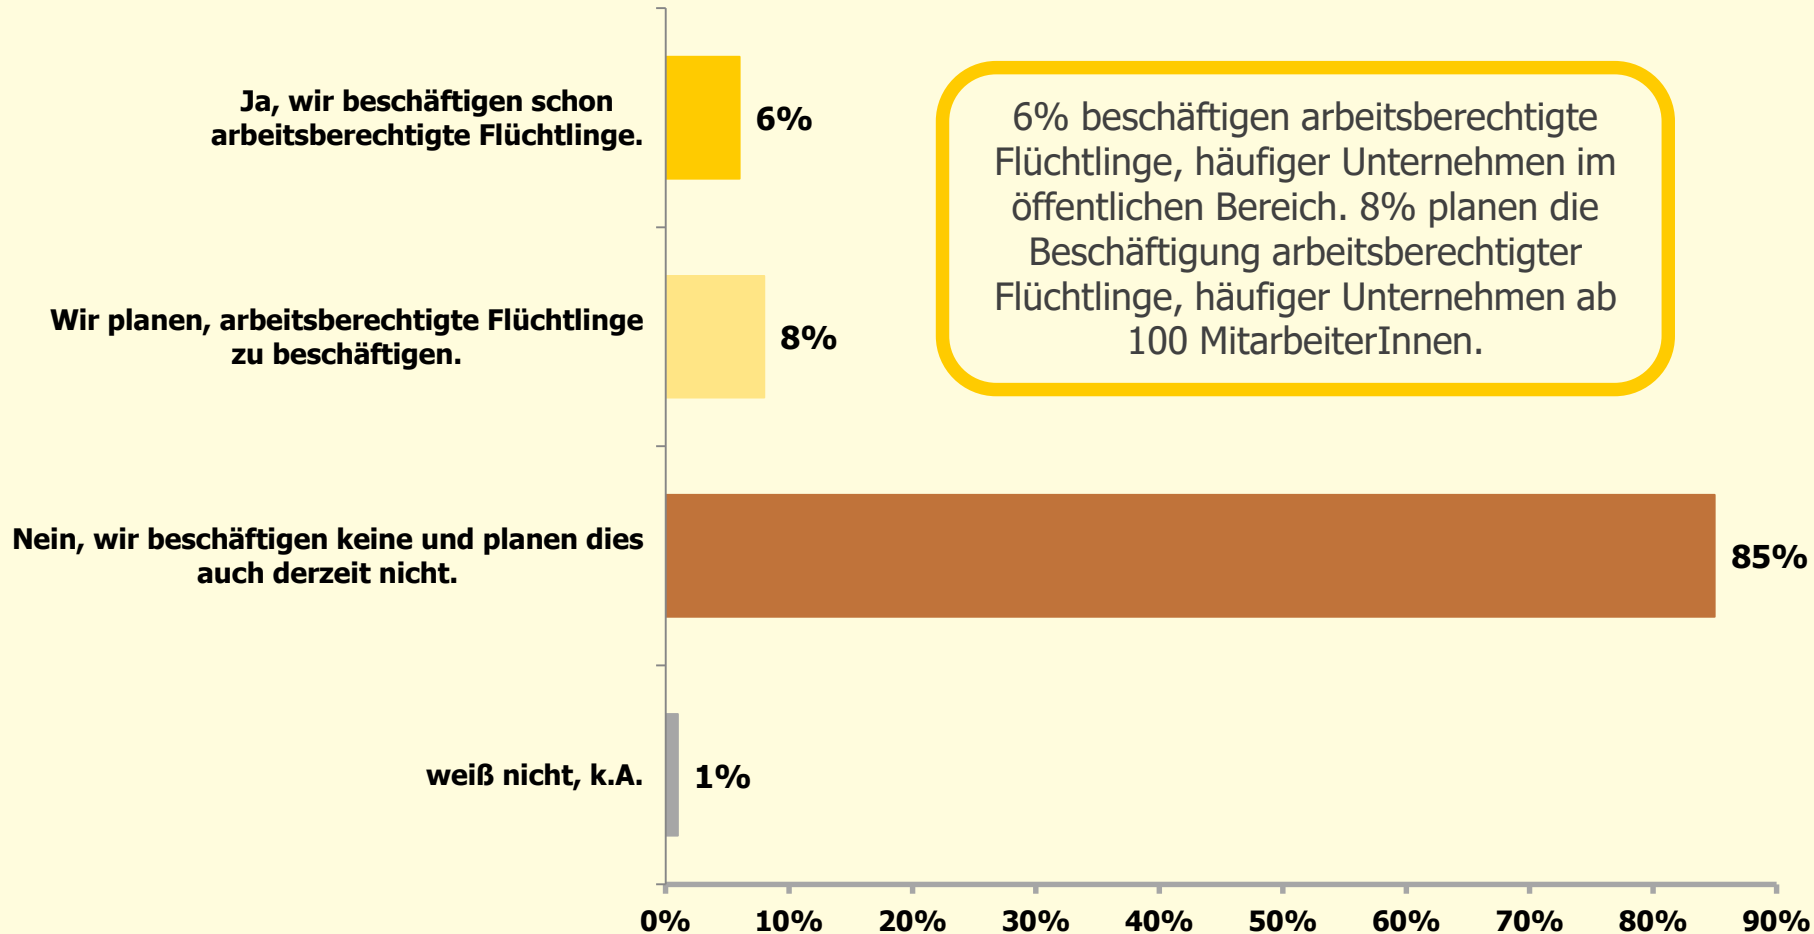 Ja, wir beschäftigen schon
arbeitsberechtigte Flüchtlinge.
6%
6% beschäftigen arbeitsberechtigte
Flüchtlinge, häufiger Unternehmen im
öffentlichen Bereich. 8% planen die
Beschäftigung arbeitsberechtigter
Flüchtlinge, häufiger Unternehmen ab
100 MitarbeiterInnen.
Wir planen, arbeitsberechtigte Flüchtlinge
zu beschäftigen.
8%
Nein, wir beschäftigen keine und planen dies
auch derzeit nicht.
85%
weiß nicht, k.A.
1%
0% 10% 20% 30% 40% 50% 60% 70% 80% 90%